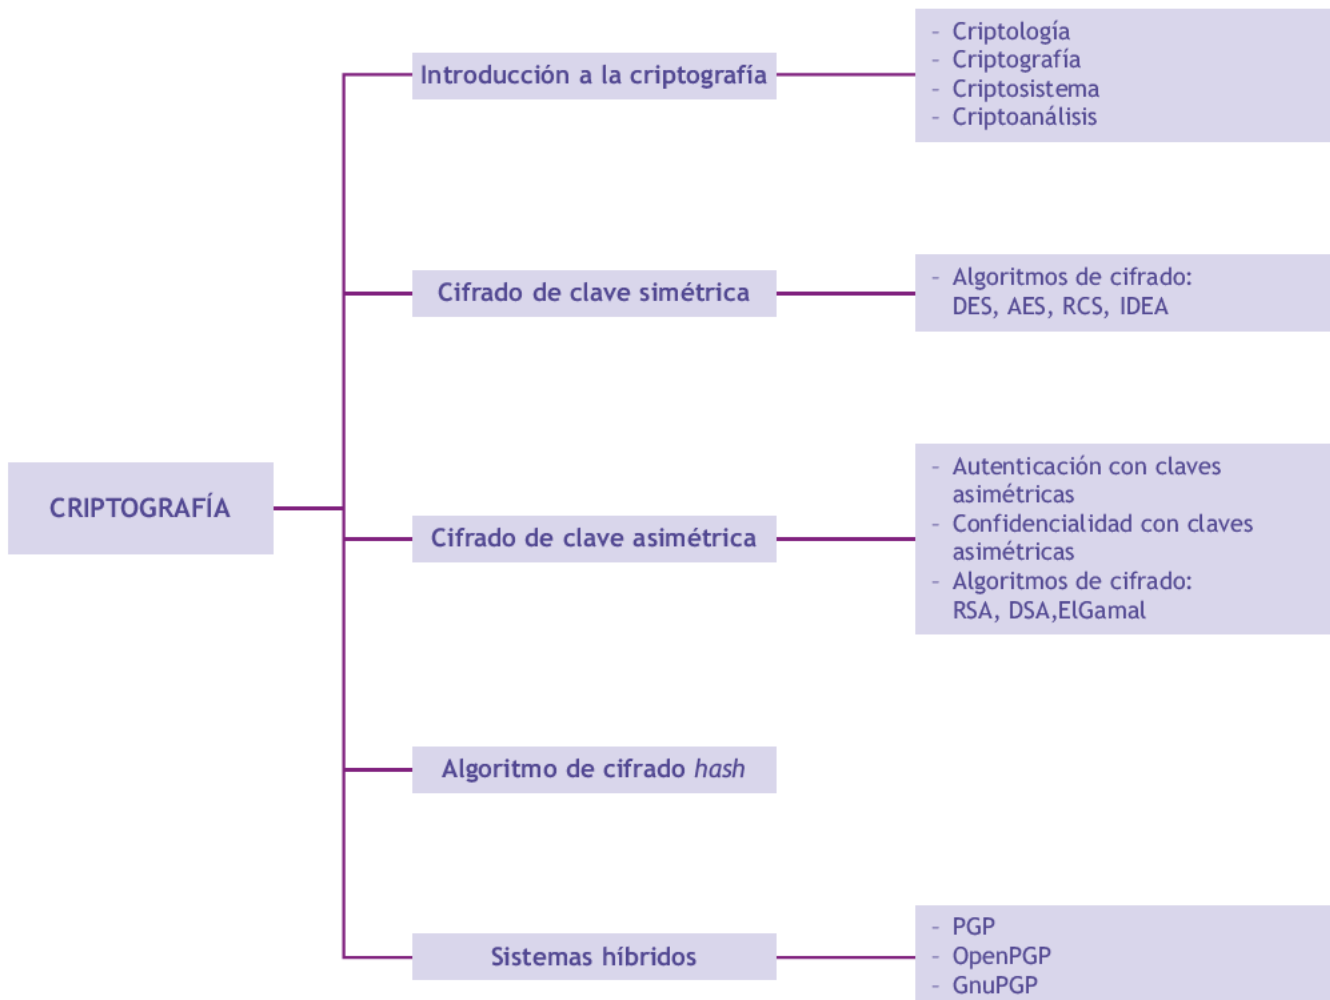 Introducción a la criptografía
- Criptología
- Criptografía
- Criptosistema
- Criptoanálisis
Cifrado de clave simétrica
- Algoritmos de cifrado:
DES, AES, RCS, IDEA
CRIPTOGRAFÍA
Cifrado de clave asimétrica
- Autenticación con claves
asimétricas
- Confidencialidad con claves
asimétricas
- Algoritmos de cifrado:
RSA, DSA,ElGamal
Algoritmo de cifrado hash
Sistemas híbridos
- PGP
- OpenPGP
- GnuPGP